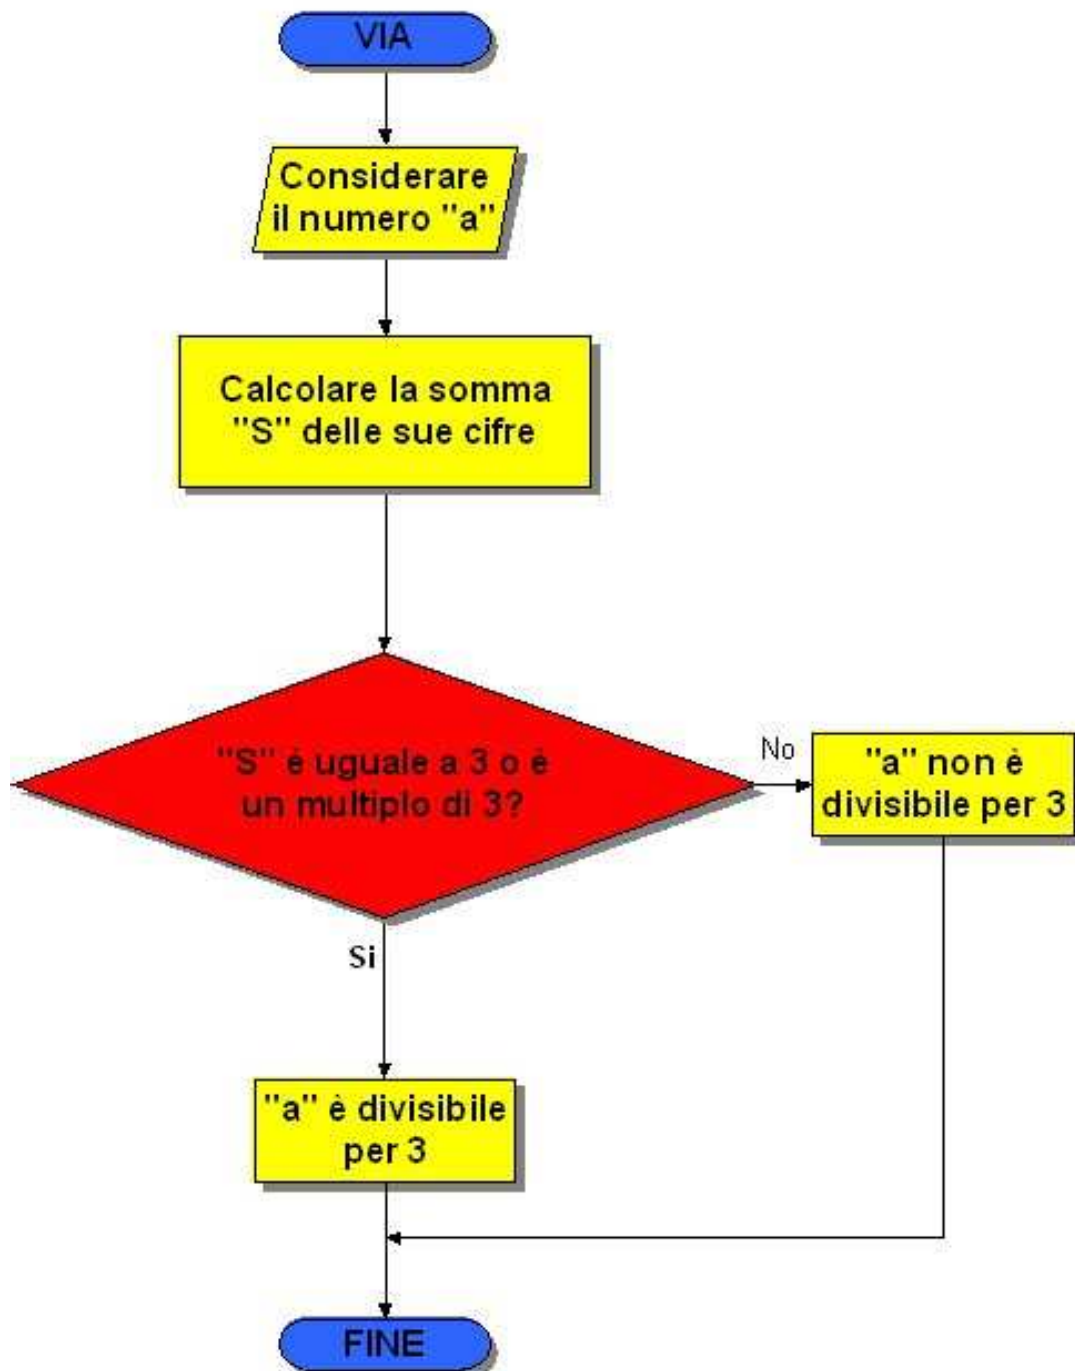 VIA
Considerare
il numero "a"
Calcolare la somma
"S" delle sue cifre
"S" é uguale a 3 o è
un multiplo di 3?
No
"a" non è
divisibile per 3
Si
"a" è divisibile
per 3
FINE